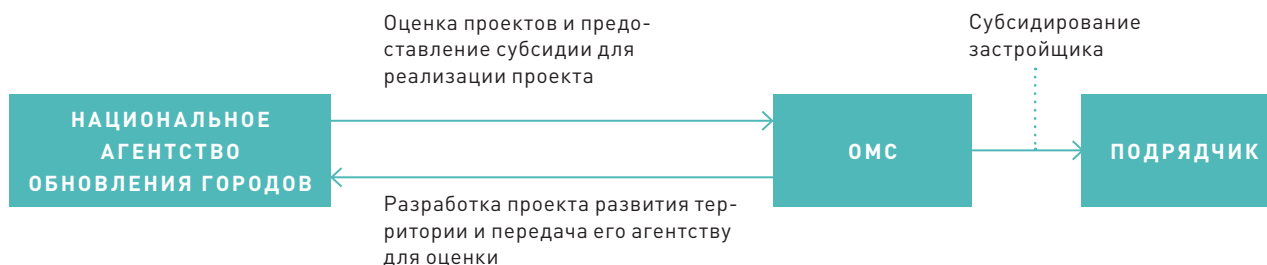 Оценка проектов и предо-
ставление субсидии для
реализации проекта
Субсидирование
застройщика
НАЦИОНАЛЬНОЕ
АГЕНТСТВО
ОБНОВЛЕНИЯ ГОРОДОВ
ОМС
ПОДРЯДЧИК
Разработка проекта развития тер-
ритории и передача его агентству
для оценки